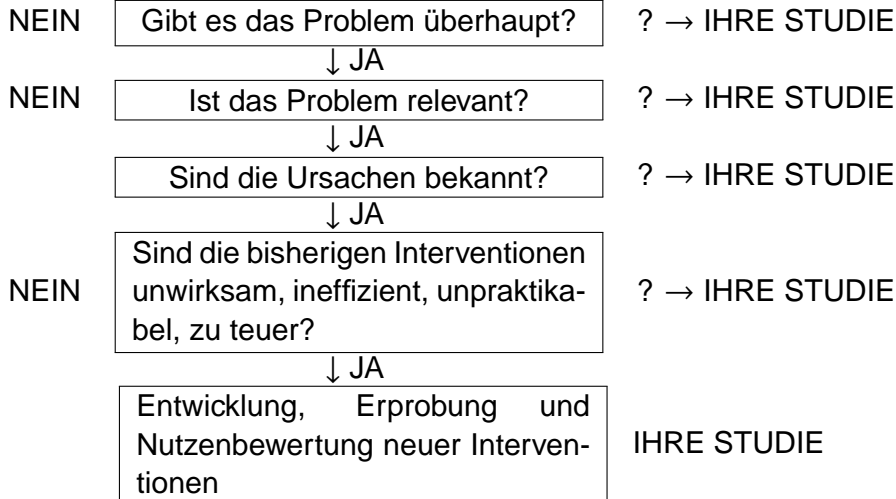 NEIN Gibt es das Problem überhaupt? ? → IHRE STUDIE
↓ JA
NEIN Ist das Problem relevant? ? → IHRE STUDIE
↓ JA
Sind die Ursachen bekannt? ? → IHRE STUDIE
↓ JA
Sind die bisherigen Interventionen
NEIN unwirksam, ineffizient, unpraktika- ? → IHRE STUDIE
bel, zu teuer?
↓ JA
Entwicklung, Erprobung und
Nutzenbewertung neuer Interven- IHRE STUDIE
tionen